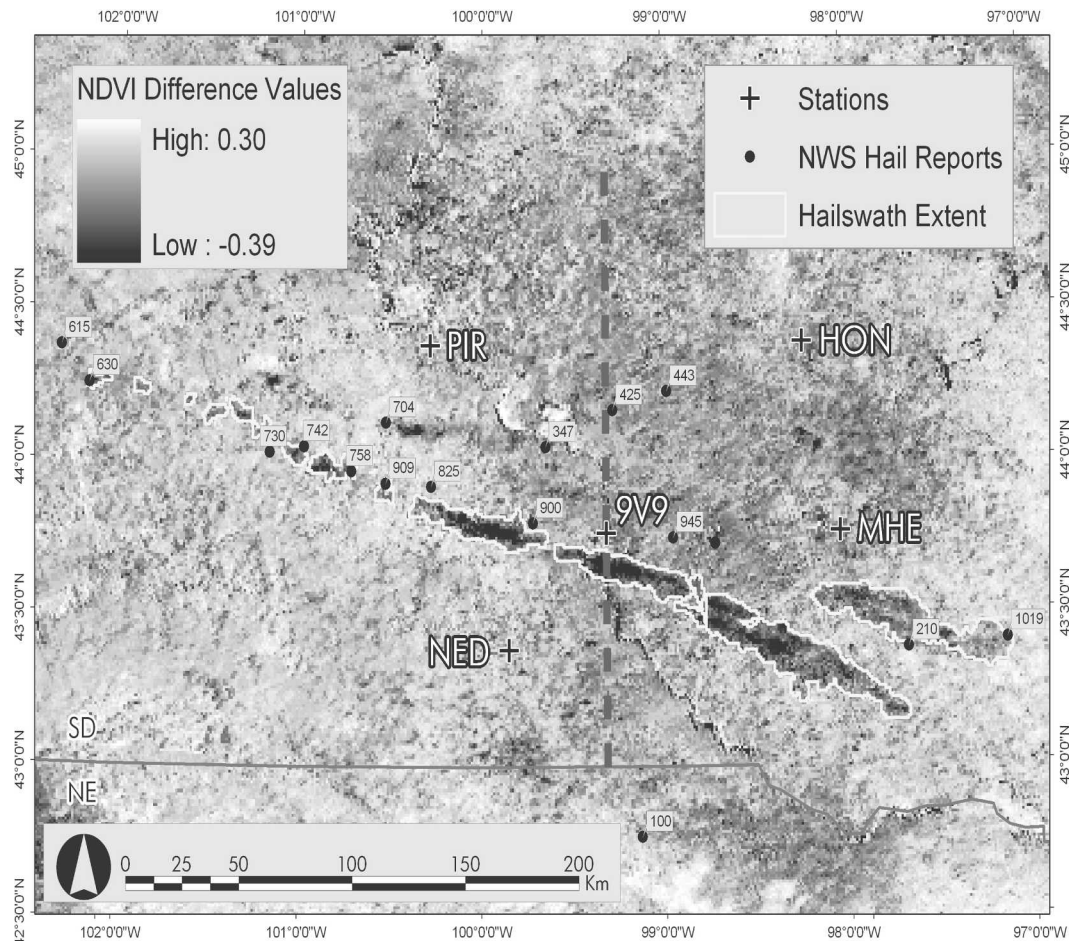 102°0'0"W 101°0'0"W 100°0'0"W 99°0'0"W 98°0'0"W 97°0'0"W
NDVI Difference Values
High: 0.30
Low : -0.39
Stations
NWS Hail Reports
Hailswath Extent
45°0'0"N
45°0'0"N
44°30'0"N
44°30'0"N
615
PIR
HON
630
443
425
704
347
44°0'0"N
44°0'0"N
730
742
758
909
825
900
9V9
945
MHE
43°30'0"N
43°30'0"N
1019
210
NED
SD
43°0'0"N
43°0'0"N
NE
100
0 25 50 100 150 200
Km
42°30'0"N
102°0'0"W 101°0'0"W 100°0'0"W 99°0'0"W 98°0'0"W 97°0'0"W